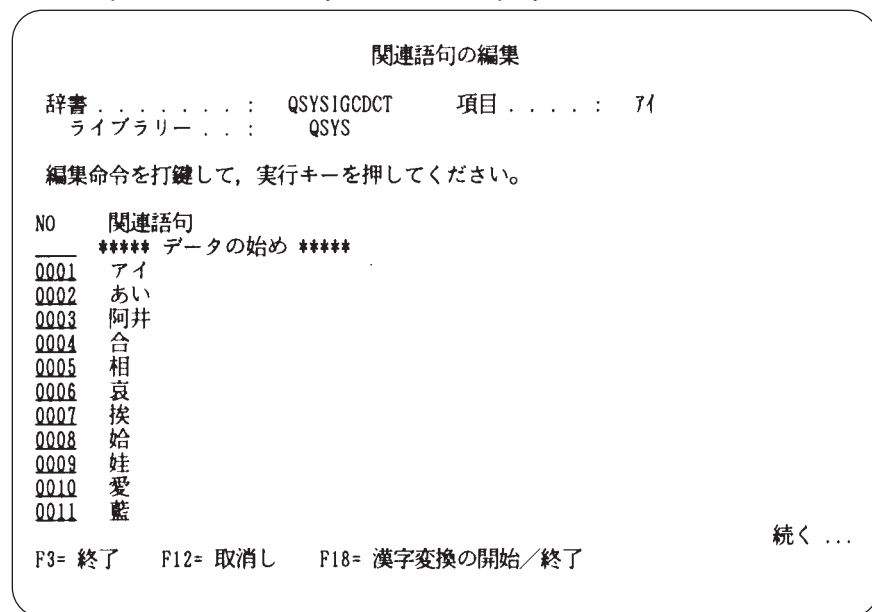 関連語句の編集
辞書 . . . . . . . . : QSYSIGCDCT 項目 . . . . : ｱｲ
ライブラリー . . : QSYS
編集命令を打鍵して，実行キーを押してください。
NO 関連語句
____ ***** データの始め *****
0001 アイ
0002 あい
0003 阿井
0004 合
0005 相
0006 哀
0007 挨
0008 姶
0009 娃
0010 愛
0011 藍
続く ...
F3= 終了 F12= 取消し F18= 漢字変換の開始／終了